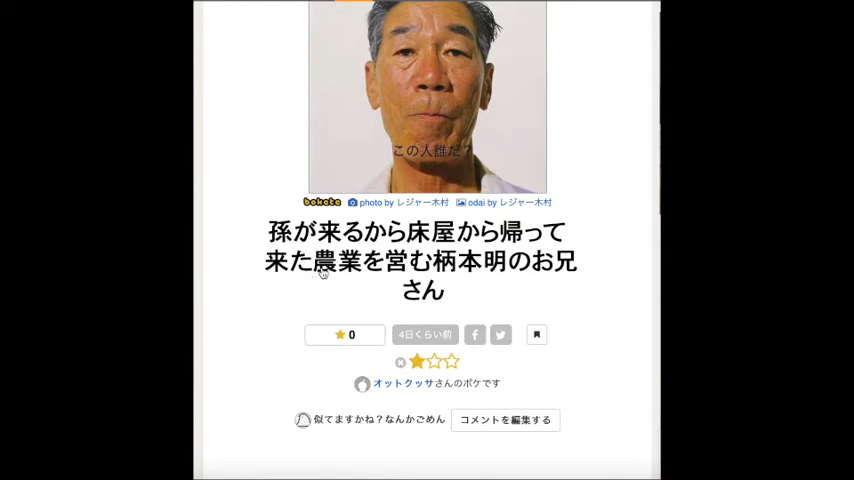 この人誰だ?
bokete photo by レジャー木村 odai by レジャー木村
孫が来るから床屋から帰って
来た農業を営む柄本明のお兄
さん
0 4日くらい前
オットクッサさんのボケです
似てますかね?なんかごめん コメントを編集する